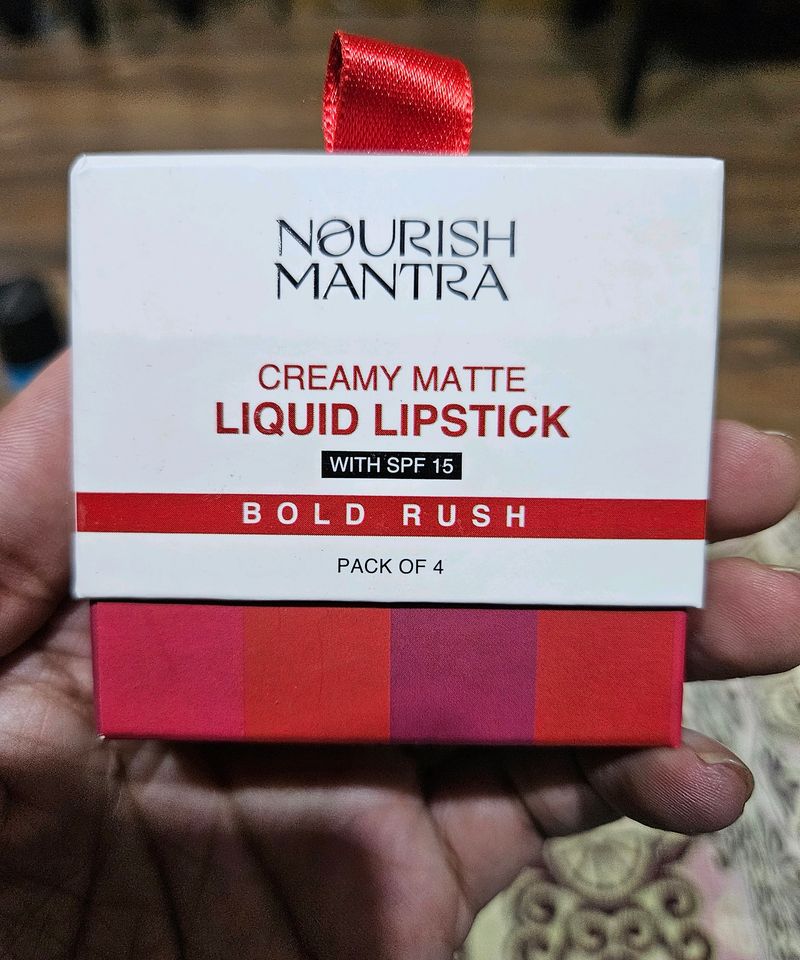 NOURISH
MANTRA
CREAMY MATTE
LIQUID LIPSTICK
WITH SPF 15
BOLD RUSH
PACK OF 4